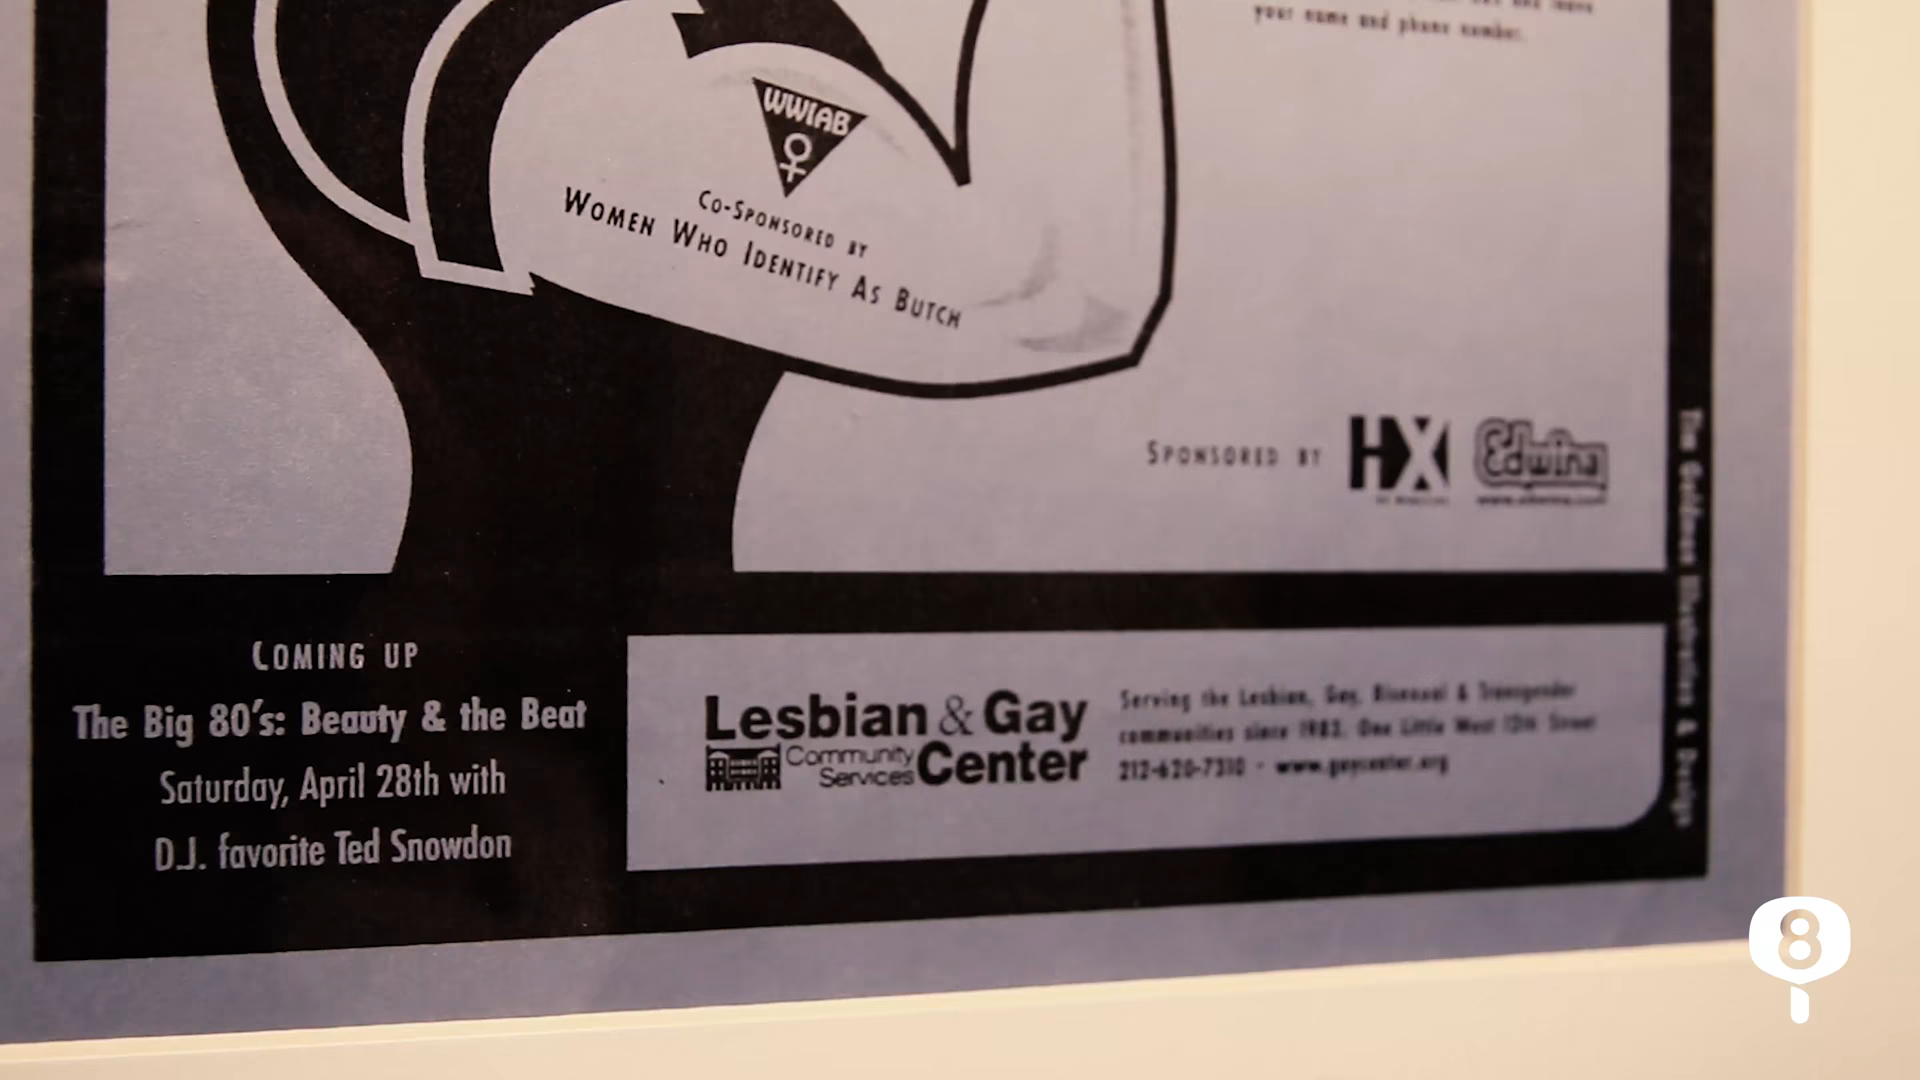 your name and phone number.
WWIAB
Co-Sponsored by
Women Who Identify As Butch
Sponsored by HX Edwina
Coming up
The Big 80's: Beauty & the Beat
Saturday, April 28th with
D.J. favorite Ted Snowdon
Lesbian & Gay
Community
Services Center
Serving the Lesbian, Gay, Bisexual & Transgender
communities since 1983. One Little West 12th Street
212-620-7310 · www.gaycenter.org
Illustration & Design
8